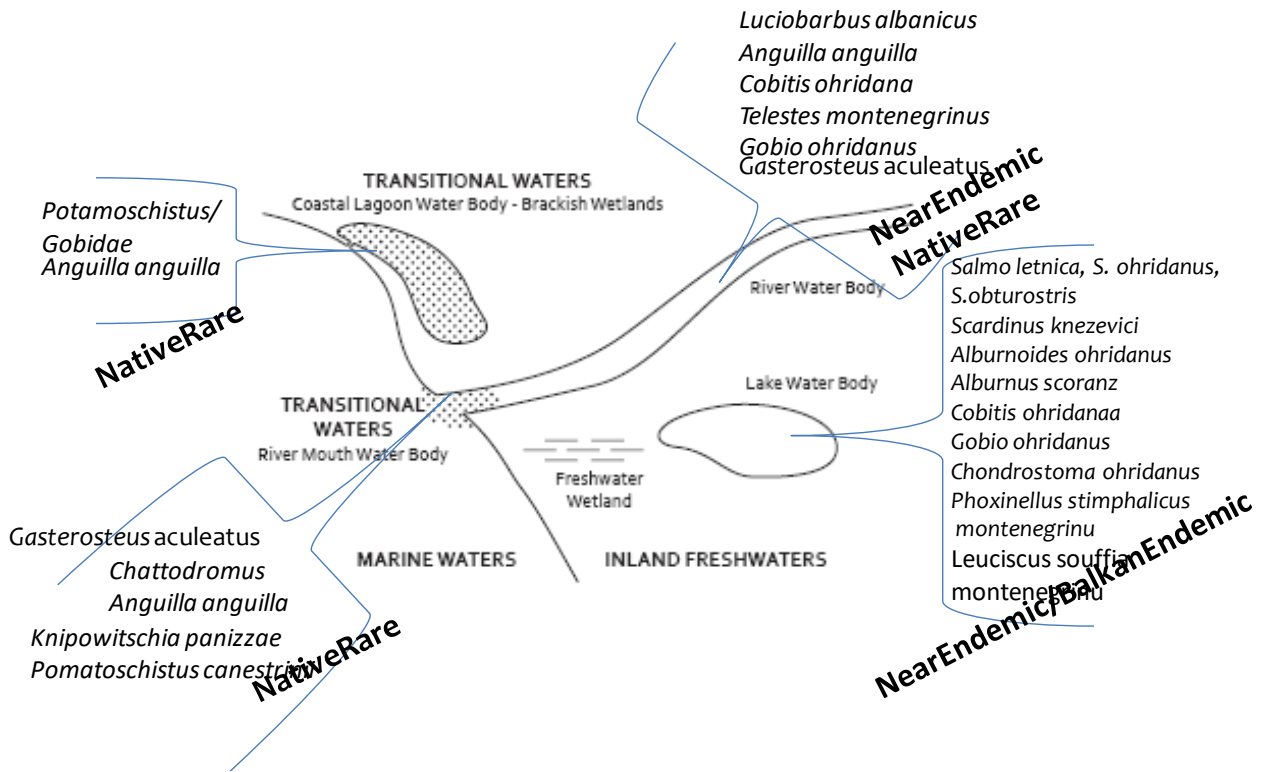 Luciobarbus albanicus
Anguilla anguilla
Cobitis ohridana
Telestes montenegrinus
Gobio ohridanus
Gasterosteus aculeatus
NearEndemic
NativeRare
TRANSITIONAL WATERS
Coastal Lagoon Water Body - Brackish Wetlands
Potamoschistus/
Gobidae
Anguilla anguilla
NativeRare
River Water Body
Salmo letnica, S. ohridanus,
S.obturostris
Scardinus knezevici
Alburnoides ohridanus
Alburnus scoranz
Cobitis ohridanaa
Gobio ohridanus
Chondrostoma ohridanus
Phoxinellus stimphalicus
montenegrinu
Leuciscus souffia
montenegrinu
NearEndemic/BalkanEndemic
Lake Water Body
TRANSITIONAL
WATERS
River Mouth Water Body
Freshwater
Wetland
MARINE WATERS
INLAND FRESHWATERS
Gasterosteus aculeatus
Chattodromus
Anguilla anguilla
Knipowitschia panizzae
Pomatoschistus
NativeRare